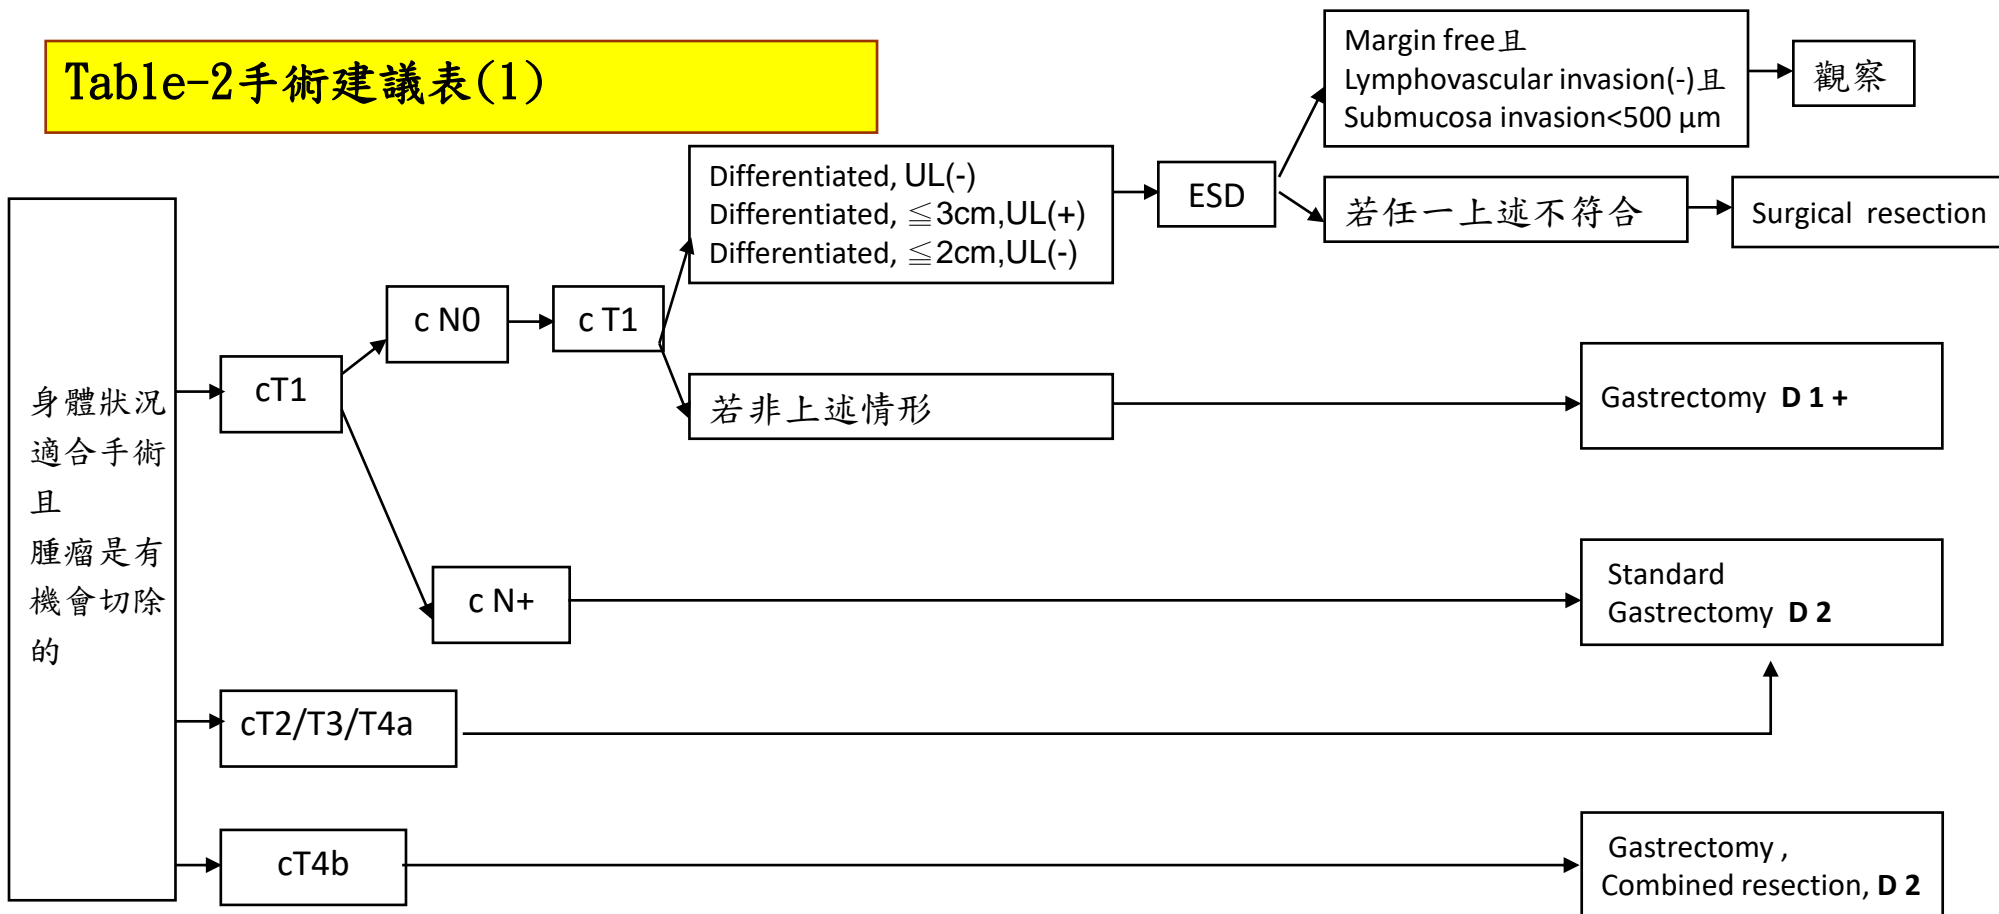 Table-2手術建議表(1)
身體狀況
適合手術
且
腫瘤是有
機會切除
的
cT1
c N0
c T1
Differentiated, UL(-)
Differentiated, ≦3cm,UL(+)
Differentiated, ≦2cm,UL(-)
ESD
Margin free且
Lymphovascular invasion(-)且
Submucosa invasion<500 μm
觀察
若任一上述不符合
Surgical resection
若非上述情形
Gastrectomy D 1 +
c N+
Standard
Gastrectomy D 2
cT2/T3/T4a
cT4b
Gastrectomy ,
Combined resection, D 2